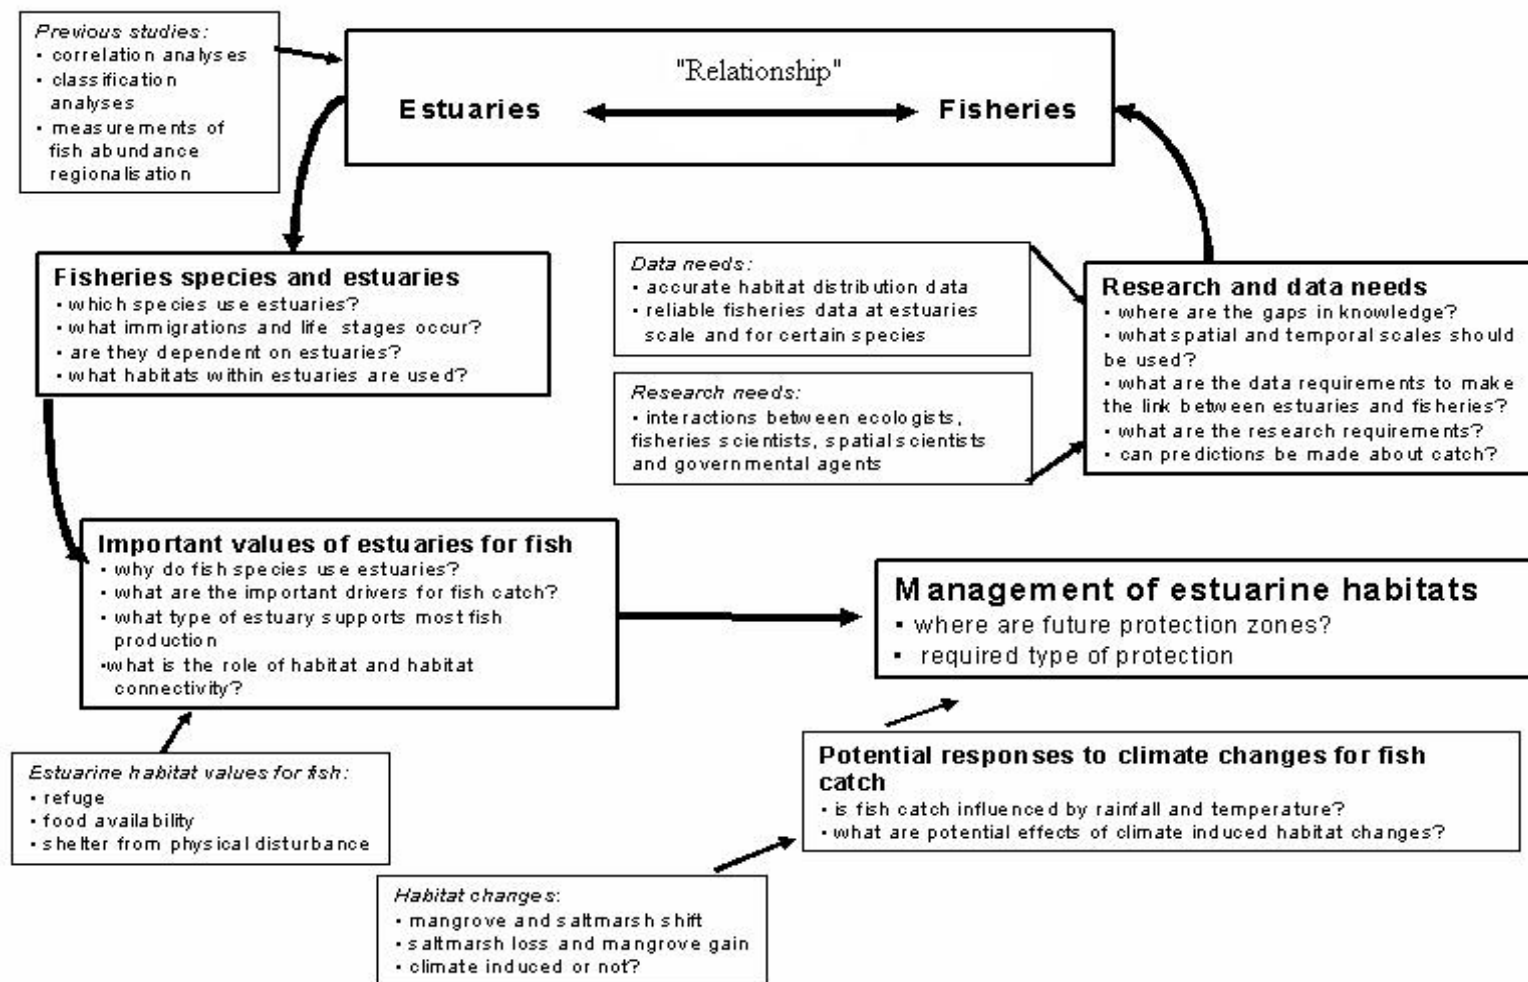 Previous studies:
• correlation analyses
• classification
analyses
• measurements of
fish abundance
regionalisation
"Relationship"
Estuaries
Fisheries
Fisheries species and estuaries
• which species use estuaries?
• what immigrations and life stages occur?
• are they dependent on estuaries?
• what habitats within estuaries are used?
Data needs:
• accurate habitat distribution data
• reliable fisheries data at estuaries
scale and for certain species
Research needs:
• interactions between ecologists,
fisheries scientists, spatial scientists
and governmental agents
Research and data needs
• where are the gaps in knowledge?
• what spatial and temporal scales should
be used?
• what are the data requirements to make
the link between estuaries and fisheries?
• what are the research requirements?
• can predictions be made about catch?
Important values of estuaries for fish
• why do fish species use estuaries?
• what are the important drivers for fish catch?
• what type of estuary supports most fish
production
•what is the role of habitat and habitat
connectivity?
Management of estuarine habitats
▪ where are future protection zones?
▪ required type of protection
Estuarine habitat values for fish:
• refuge
• food availability
• shelter from physical disturbance
Potential responses to climate changes for fish
catch
• is fish catch influenced by rainfall and temperature?
• what are potential effects of climate induced habitat changes?
Habitat changes:
• mangrove and saltmarsh shift
• saltmarsh loss and mangrove gain
• climate induced or not?